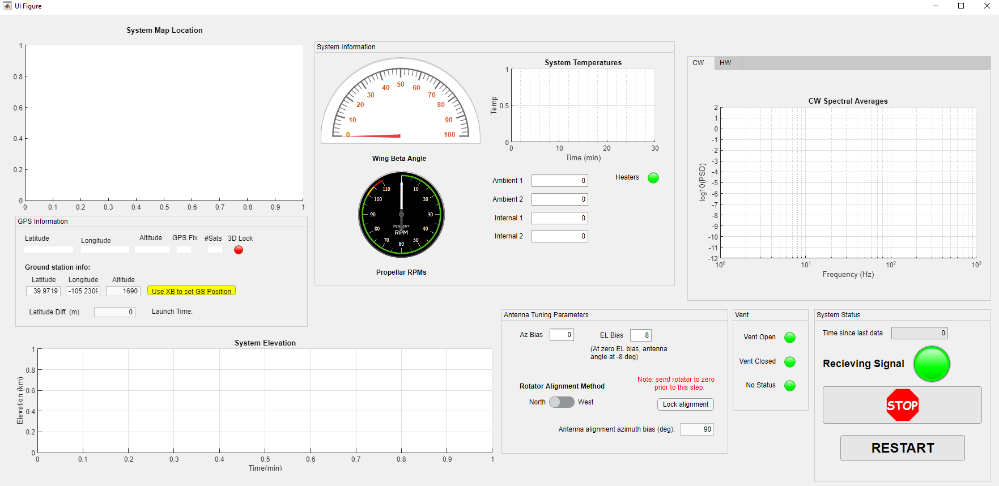 UI Figure
System Map Location
1
0.8
0.6
0.4
0.2
0
0 0.1 0.2 0.3 0.4 0.5 0.6 0.7 0.8 0.9 1
GPS Information
Latitude Longitude Altitude GPS Fix #Sats 3D Lock
Ground station info:
Latitude Longitude Altitude
39.9719 -105.2309 1690 Use XB to set GS Position
Latitude Diff. (m) 0 Launch Time:
System Elevation
1
0.8
0.6
0.4
0.2
0
Elevation (km)
0 0.1 0.2 0.3 0.4 0.5 0.6 0.7 0.8 0.9 1
Time(min)
System Information
0 10 20 30 40 50 60 70 80 90 100
Wing Beta Angle
10 20 30 40 50 60 70 80 90 100 110
PERCENT
RPM
Propellar RPMs
System Temperatures
1
0.5
0
Temp
0 10 20 30
Time (min)
Ambient 1 0
Ambient 2 0
Internal 1 0
Internal 2 0
Heaters
CW HW
CW Spectral Averages
2
1
0
-1
-2
-3
-4
-5
-6
-7
-8
-9
-10
-11
-12
log10(PSD)
10^0 10^1 10^2 10^3
Frequency (Hz)
Antenna Tuning Parameters
Az Bias 0 EL Bias 8
(At zero EL bias, antenna
angle at -8 deg)
Note: send rotator to zero
prior to this step.
Rotator Alignment Method
North West
Lock alignment
Antenna alignment azimuth bias (deg): 90
Vent
Vent Open
Vent Closed
No Status
System Status
Time since last data 0
Recieving Signal
STOP
RESTART